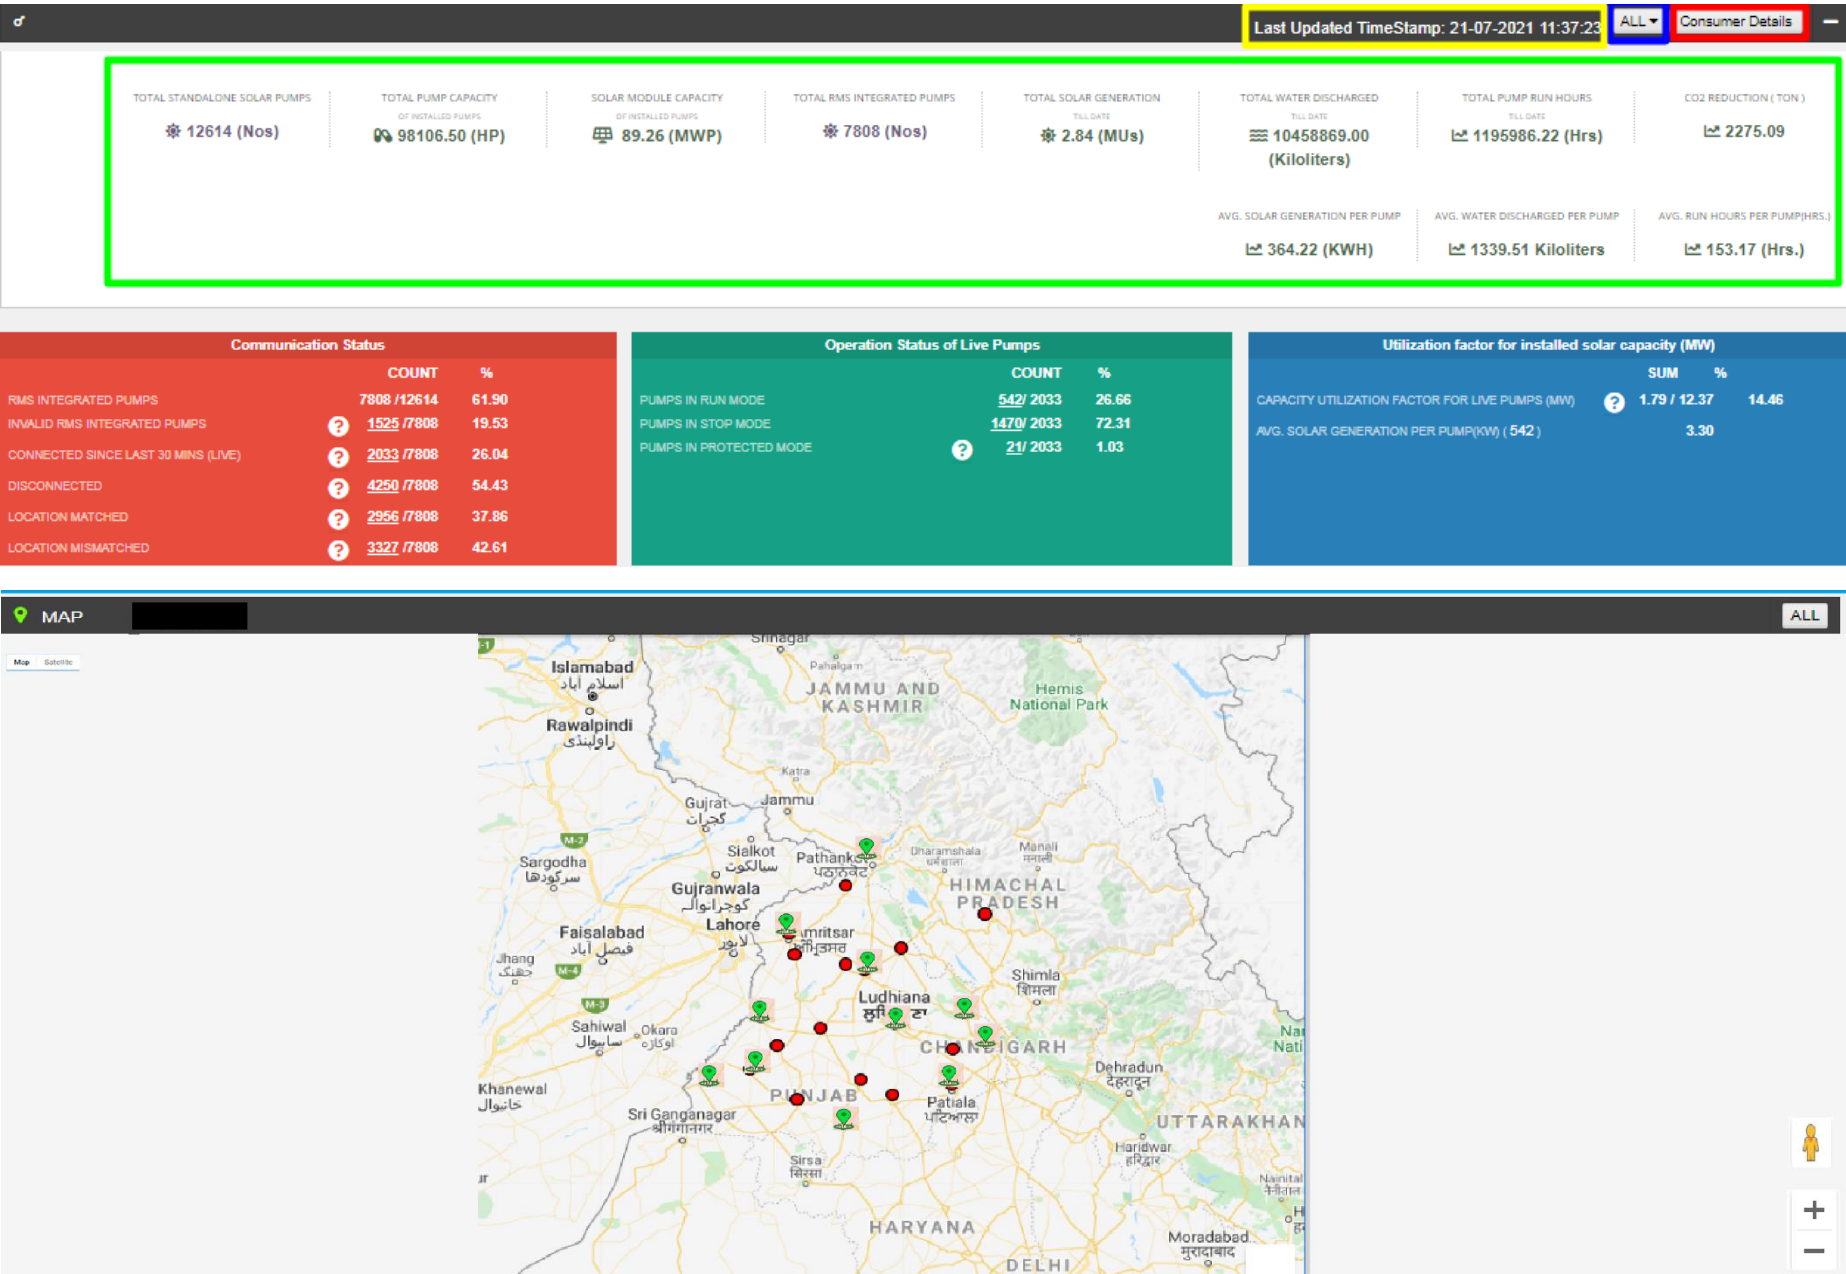 Last Updated TimeStamp: 21-07-2021 11:37:23
ALL
Consumer Details
TOTAL STANDALONE SOLAR PUMPS
12614 (Nos)
TOTAL PUMP CAPACITY
OF INSTALLED PUMPS
98106.50 (HP)
SOLAR MODULE CAPACITY
OF INSTALLED PUMPS
89.26 (MWP)
TOTAL RMS INTEGRATED PUMPS
7808 (Nos)
TOTAL SOLAR GENERATION
TILL DATE
2.84 (MUs)
TOTAL WATER DISCHARGED
TILL DATE
10458869.00
(Kiloliters)
TOTAL PUMP RUN HOURS
TILL DATE
1195986.22 (Hrs)
CO2 REDUCTION ( TON )
2275.09
AVG. SOLAR GENERATION PER PUMP
364.22 (KWH)
AVG. WATER DISCHARGED PER PUMP
1339.51 Kiloliters
AVG. RUN HOURS PER PUMP(HRS.)
153.17 (Hrs.)
Communication Status
COUNT %
RMS INTEGRATED PUMPS 7808 /12614 61.90
INVALID RMS INTEGRATED PUMPS ? 1525 /7808 19.53
CONNECTED SINCE LAST 30 MINS (LIVE) ? 2033 /7808 26.04
DISCONNECTED ? 4250 /7808 54.43
LOCATION MATCHED ? 2956 /7808 37.86
LOCATION MISMATCHED ? 3327 /7808 42.61
Operation Status of Live Pumps
COUNT %
PUMPS IN RUN MODE 542/ 2033 26.66
PUMPS IN STOP MODE 1470/ 2033 72.31
PUMPS IN PROTECTED MODE ? 21/ 2033 1.03
Utilization factor for installed solar capacity (MW)
SUM %
CAPACITY UTILIZATION FACTOR FOR LIVE PUMPS (MW) ? 1.79 / 12.37 14.46
AVG. SOLAR GENERATION PER PUMP(KW) ( 542 ) 3.30
MAP
ALL
Map Satellite
Srinagar
Islamabad
اسلام آباد
Pahalgam
JAMMU AND
KASHMIR
Hemis
National Park
Rawalpindi
راولپنڈی
Katra
Gujrat
گجرات
Jammu
M-2
Sialkot
سیالکوٹ
Sargodha
سرگودھا
Pathank
ਪਠਾਨਕੋਟ
Dharamshala
धर्मशाला
Manali
मनाली
Gujranwala
گوجرانوالہ
HIMACHAL
PRADESH
Lahore
لاہور
Faisalabad
فیصل آباد
mritsar
ਅੰਮ੍ਰਿਤਸਰ
Jhang
جھنگ
M-4
Shimla
शिमला
M-3
Ludhiana
Sahiwal
ساہیوال
Okara
اوکاڑہ
CHANDIGARH
Nar
Nati
Dehradun
देहरादून
Khanewal
خانیوال
PUNJAB
Patiala
ਪਟਿਆਲਾ
Sri Ganganagar
श्रीगंगानगर
UTTARAKHAN
Haridwar
हरिद्वार
Sirsa
सिरसा
ur
Nainital
नैनीताल
HARYANA
Moradabad
मुरादाबाद
DELHI